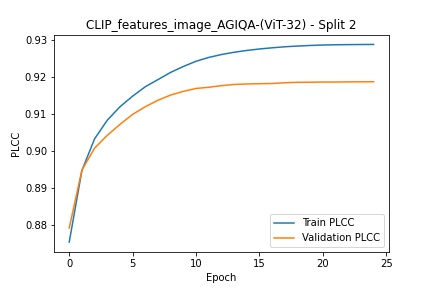 CLIP_features_image_AGIQA-(ViT-32) - Split 2
0.93
0.92
0.91
0.90
0.89
0.88
PLCC
Train PLCC
Validation PLCC
0 5 10 15 20 25
Epoch